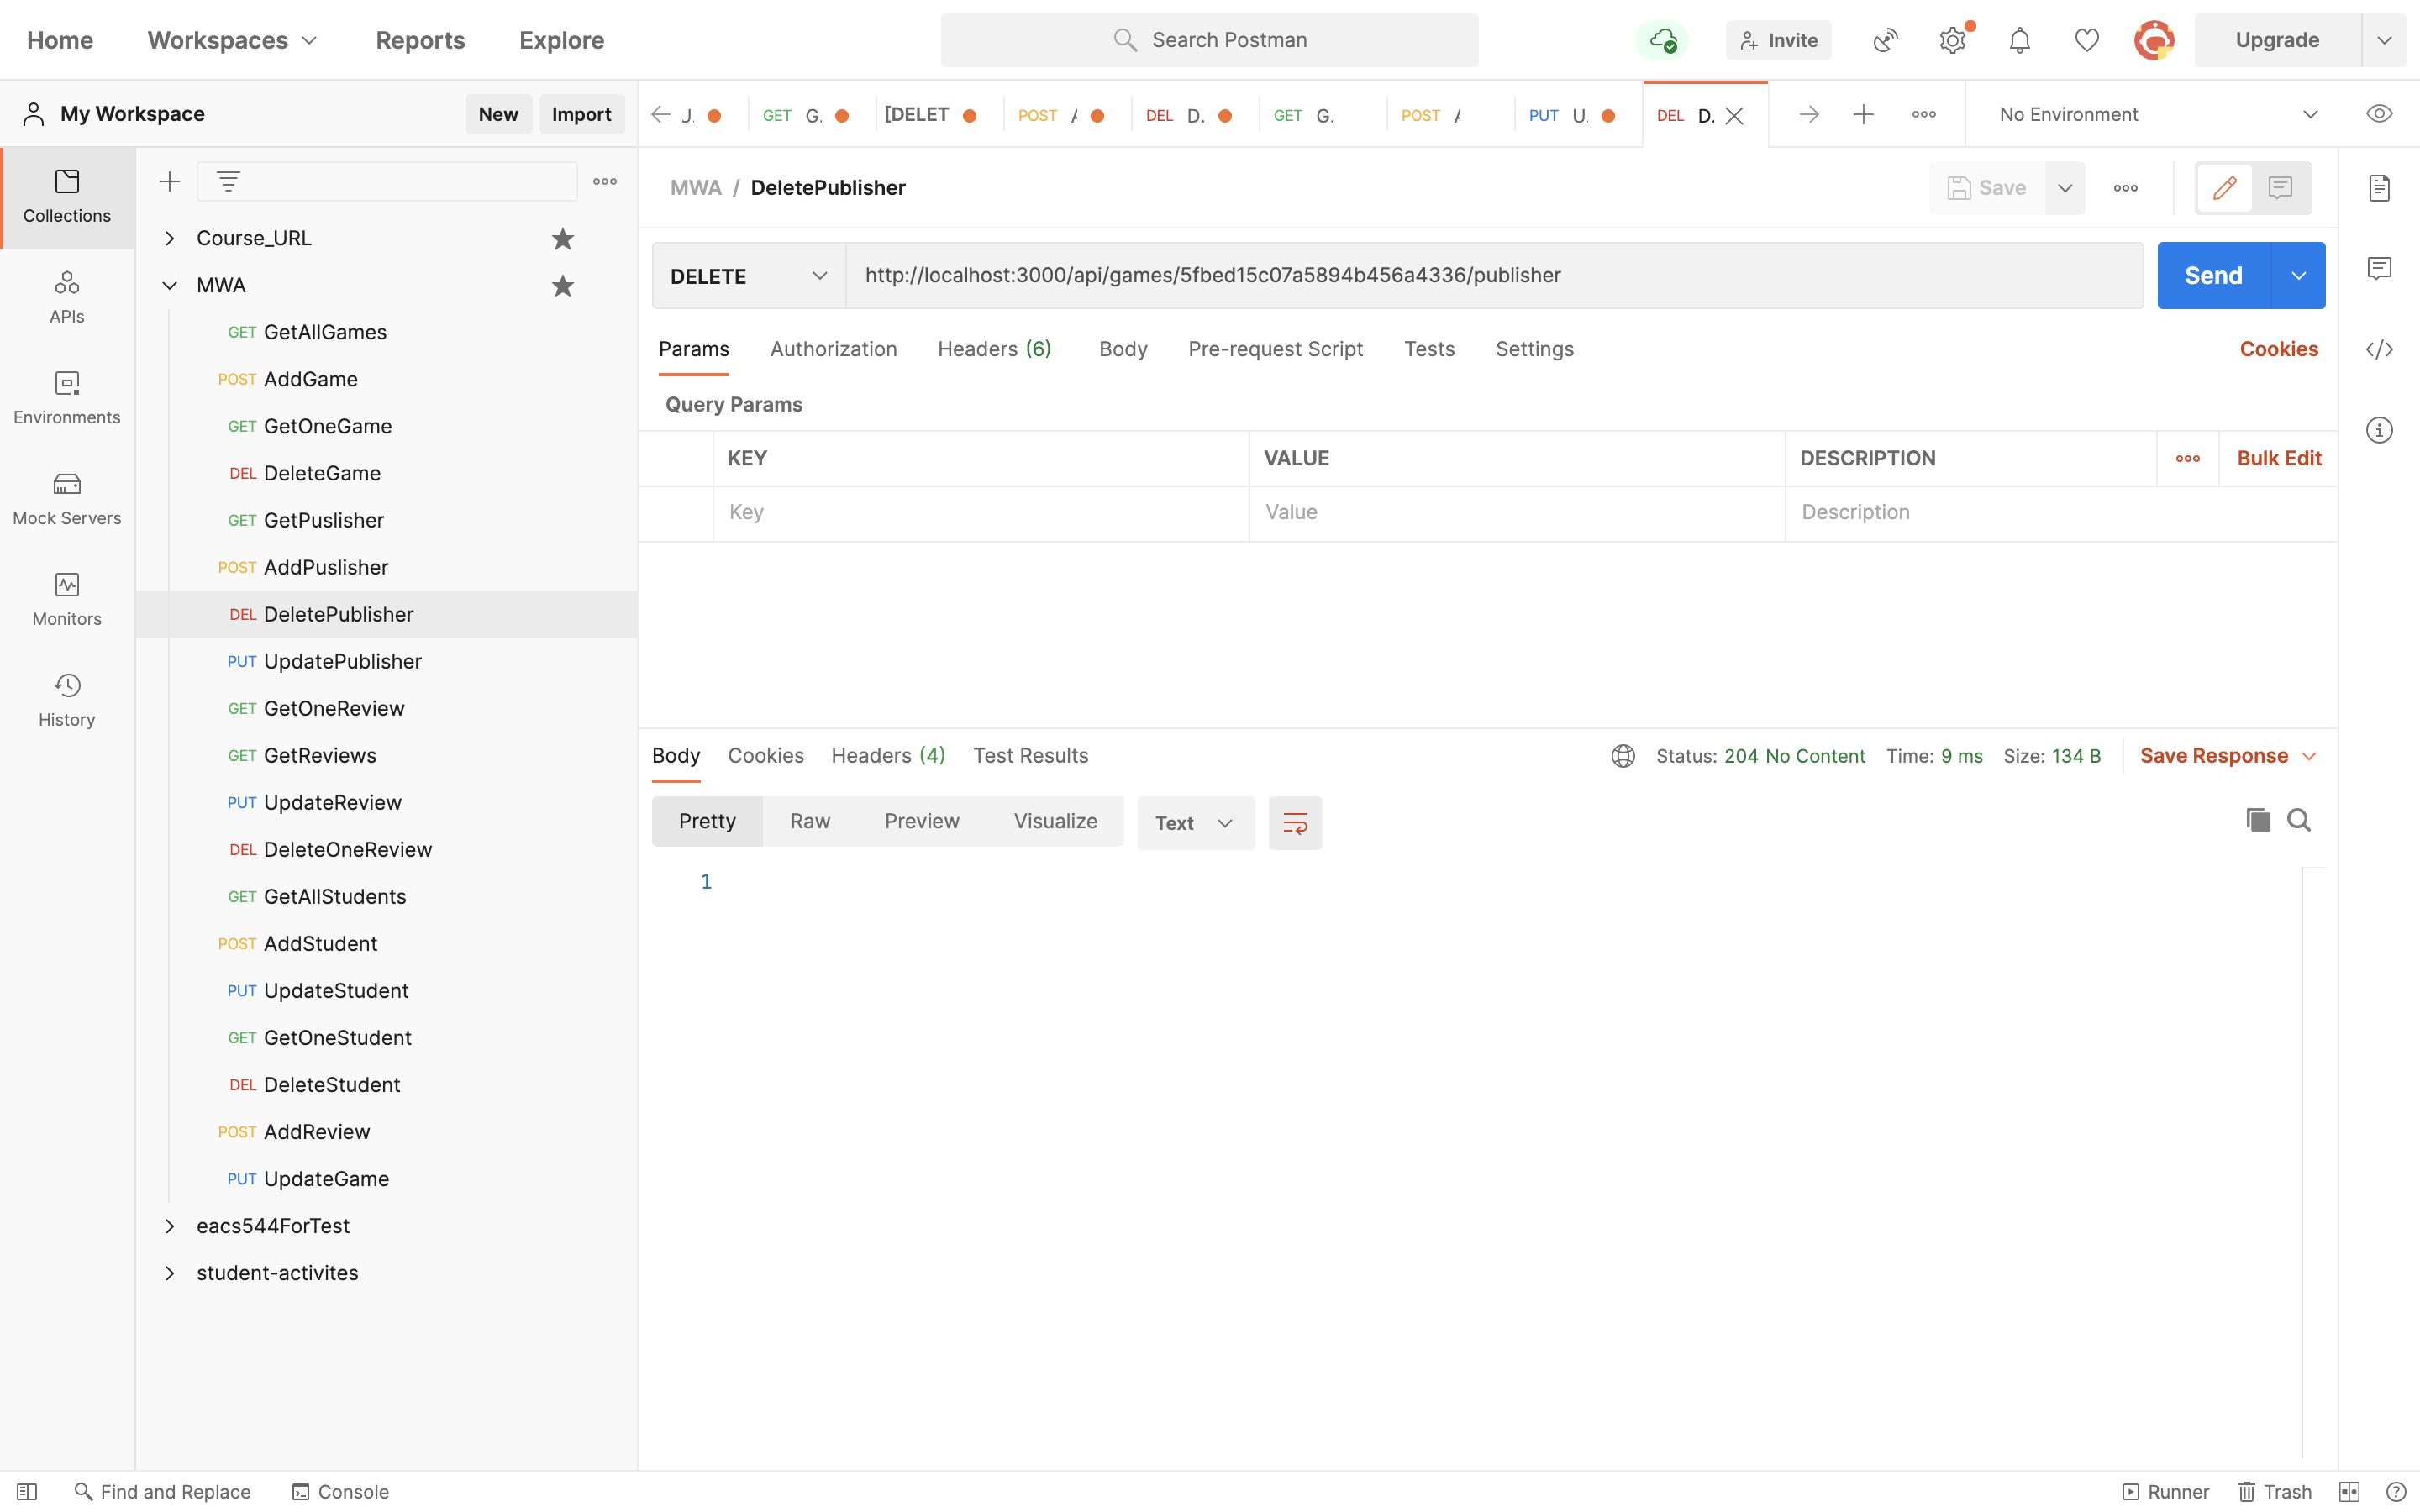 Home Workspaces Reports Explore Search Postman Invite Upgrade
My Workspace New Import
J. GET G. [DELET POST A DEL D. GET G. POST A PUT U. DEL D. No Environment
Collections
APIs
Environments
Mock Servers
Monitors
History
Course_URL
MWA
GET GetAllGames
POST AddGame
GET GetOneGame
DEL DeleteGame
GET GetPuslisher
POST AddPuslisher
DEL DeletePublisher
PUT UpdatePublisher
GET GetOneReview
GET GetReviews
PUT UpdateReview
DEL DeleteOneReview
GET GetAllStudents
POST AddStudent
PUT UpdateStudent
GET GetOneStudent
DEL DeleteStudent
POST AddReview
PUT UpdateGame
eacs544ForTest
student-activites
MWA / DeletePublisher Save
DELETE http://localhost:3000/api/games/5fbed15c07a5894b456a4336/publisher Send
Params Authorization Headers (6) Body Pre-request Script Tests Settings Cookies
Query Params
KEY VALUE DESCRIPTION Bulk Edit
Key Value Description
Body Cookies Headers (4) Test Results Status: 204 No Content Time: 9 ms Size: 134 B Save Response
Pretty Raw Preview Visualize Text
1
Find and Replace Console Runner Trash